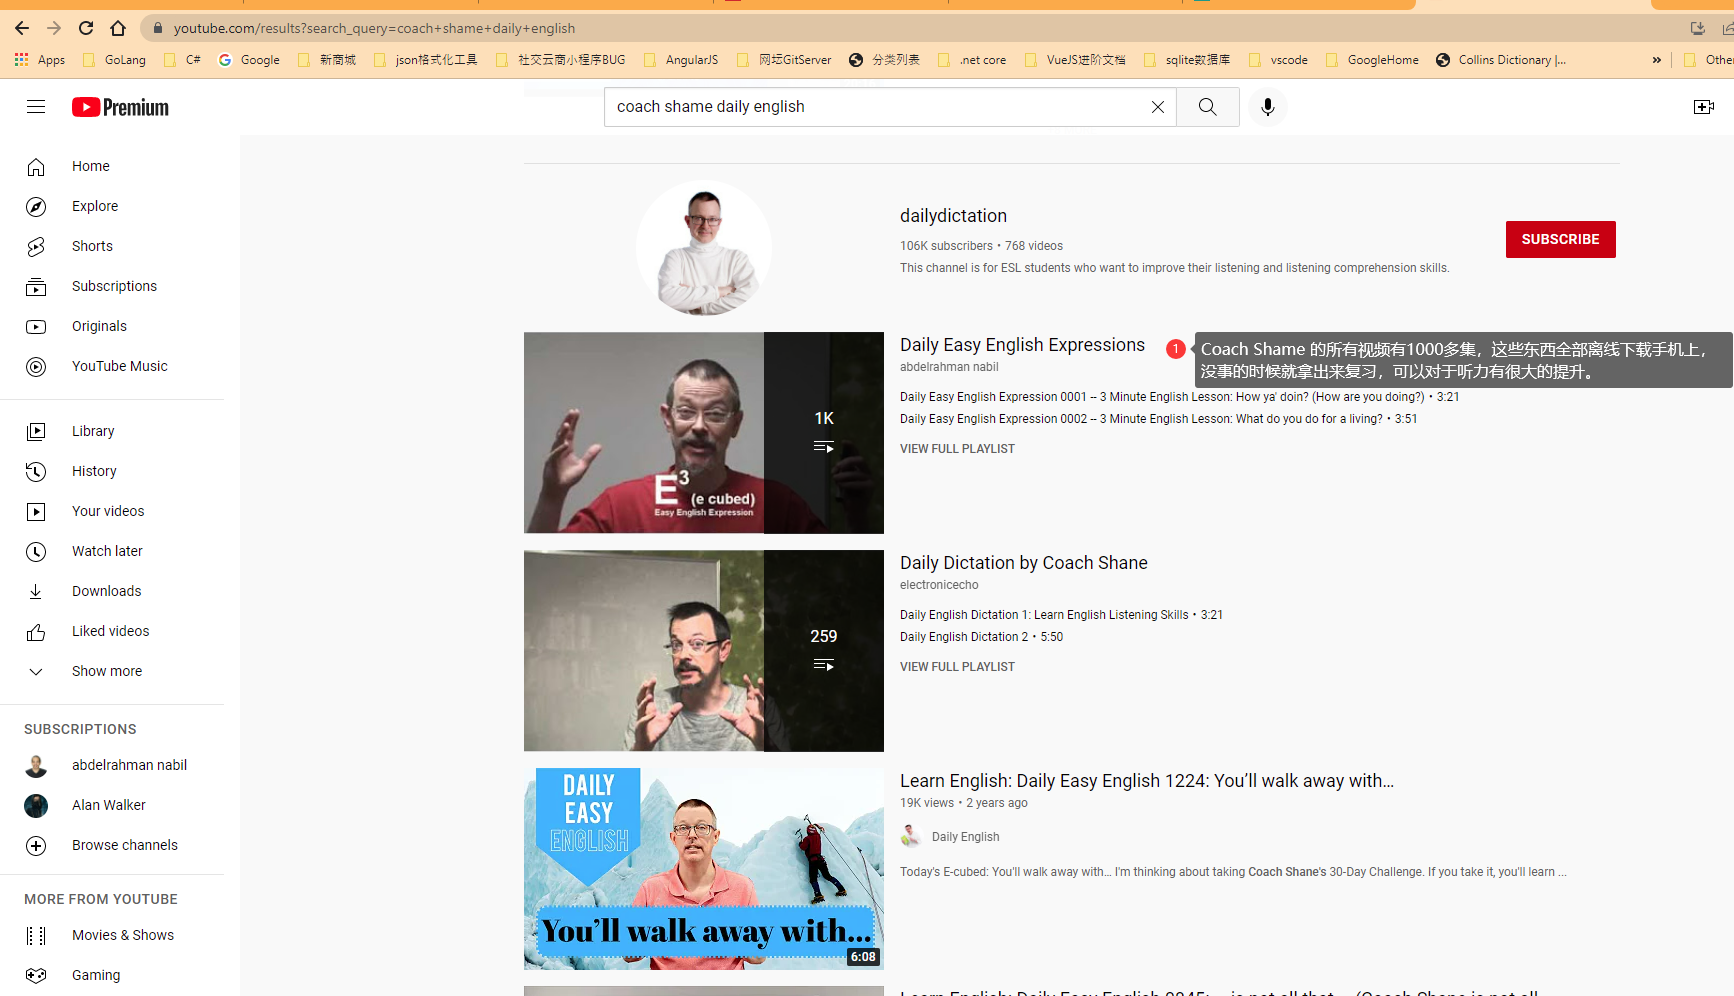 youtube.com/results?search_query=coach+shame+daily+english
Apps GoLang C# Google 新商城 json格式化工具 社交云商小程序BUG AngularJS 网坛GitServer 分类列表 .net core VueJS进阶文档 sqlite数据库 vscode GoogleHome Collins Dictionary |... » Othe
Premium
coach shame daily english
Home
Explore
Shorts
Subscriptions
Originals
YouTube Music
Library
History
Your videos
Watch later
Downloads
Liked videos
Show more
SUBSCRIPTIONS
abdelrahman nabil
Alan Walker
Browse channels
MORE FROM YOUTUBE
Movies & Shows
Gaming
dailydictation
106K subscribers • 768 videos
This channel is for ESL students who want to improve their listening and listening comprehension skills.
SUBSCRIBE
1K
E3 (e cubed)
Easy English Expression
Daily Easy English Expressions
abdelrahman nabil
1
Coach Shame 的所有视频有1000多集，这些东西全部离线下载手机上，
没事的时候就拿出来复习，可以对于听力有很大的提升。
Daily Easy English Expression 0001 -- 3 Minute English Lesson: How ya' doin? (How are you doing?) • 3:21
Daily Easy English Expression 0002 -- 3 Minute English Lesson: What do you do for a living? • 3:51
VIEW FULL PLAYLIST
259
Daily Dictation by Coach Shane
electronicecho
Daily English Dictation 1: Learn English Listening Skills • 3:21
Daily English Dictation 2 • 5:50
VIEW FULL PLAYLIST
DAILY
EASY
ENGLISH
You’ll walk away with...
6:08
Learn English: Daily Easy English 1224: You’ll walk away with...
19K views • 2 years ago
Daily English
Today's E-cubed: You'll walk away with... I'm thinking about taking Coach Shane's 30-Day Challenge. If you take it, you'll learn ...